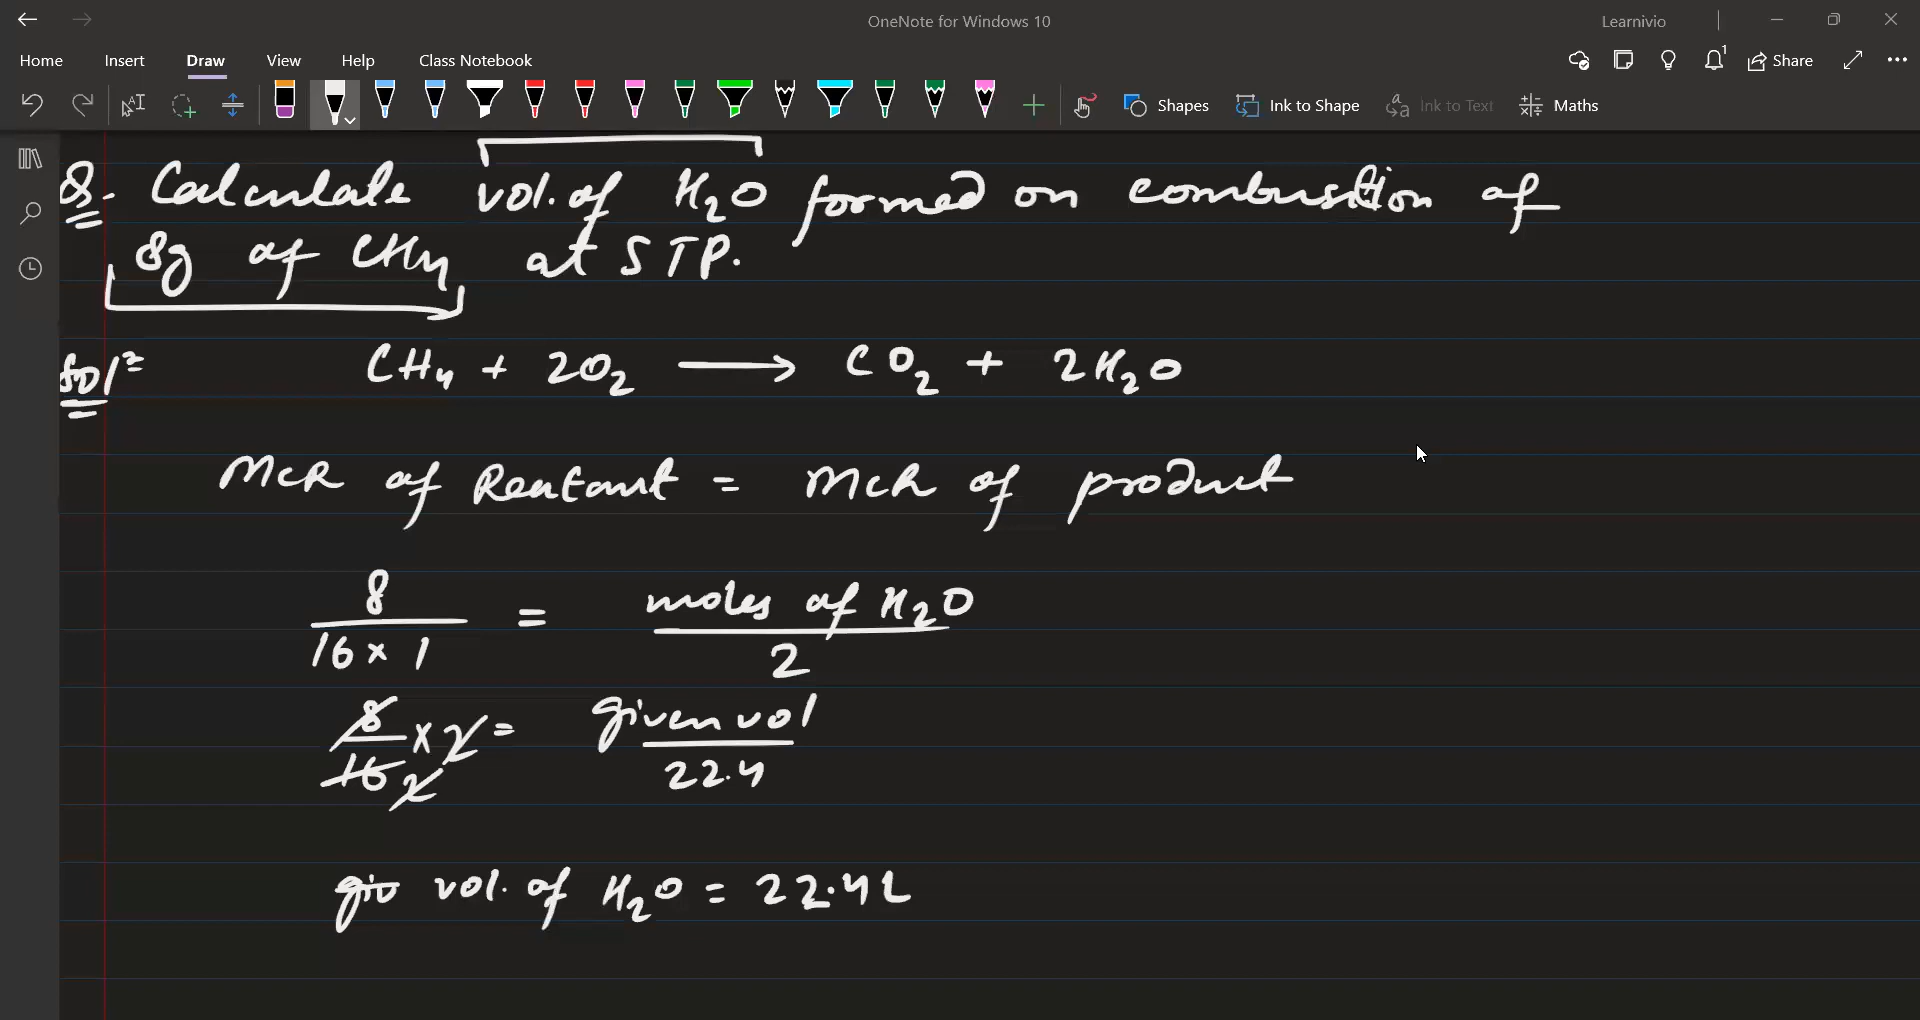 OneNote for Windows 10
Learnivio
Home Insert Draw View Help Class Notebook
1
Share
Shapes Ink to Shape Ink to Text Maths
Q. Calculate vol. of H₂O formed on combustion of
8g of CH₄ at STP.
Solⁿ CH₄ + 2O₂ ⟶ CO₂ + 2H₂O
MCR of Reactant = MCR of product
8 / 16 × 1 = moles of H₂O / 2
8 / 16 × 2 = given vol / 22.4
vol. of H₂O = 22.4 L